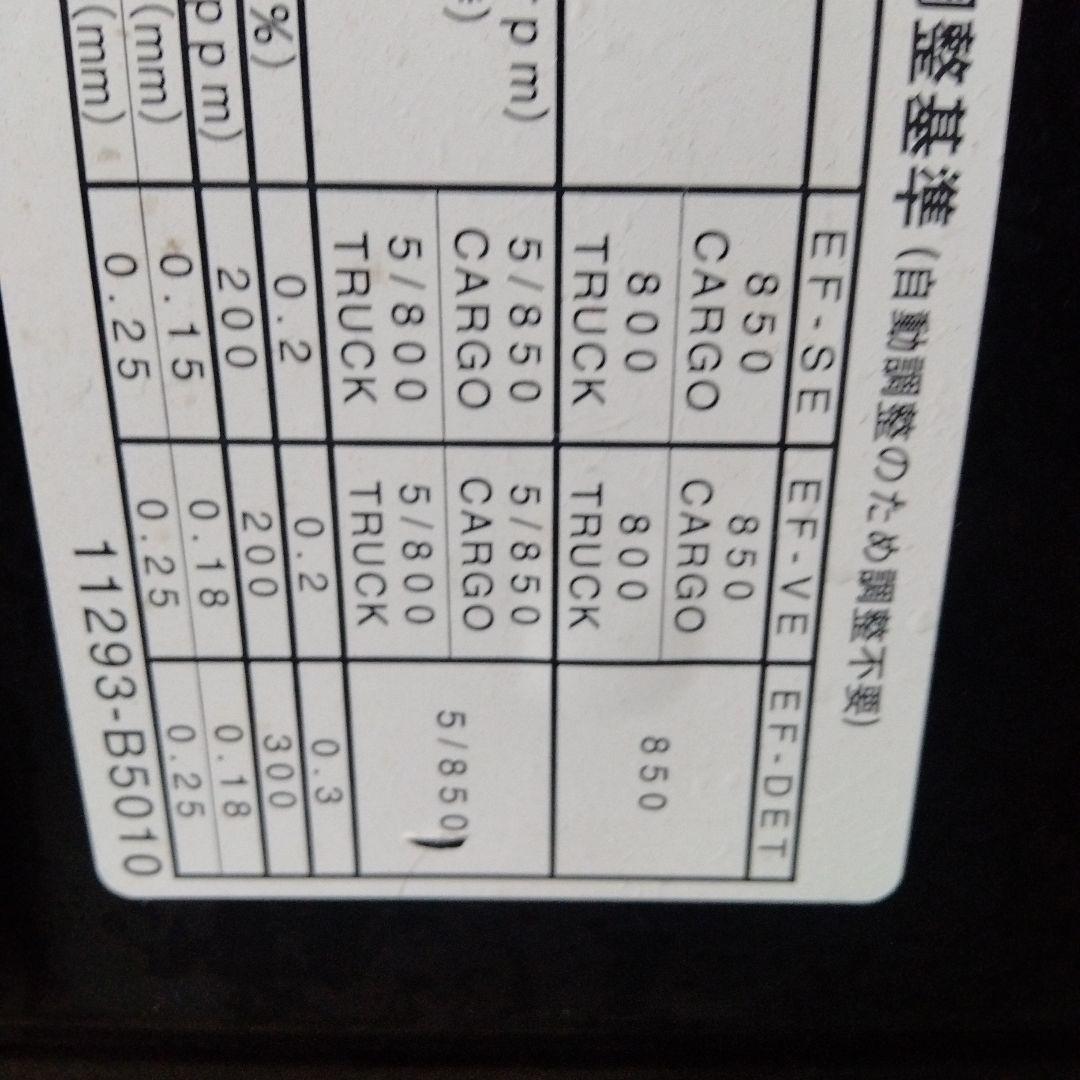 調整基準 (自動調整のため調整不要)
EF-SE EF-VE EF-DET
850 850
CARGO CARGO
850
800 800
TRUCK TRUCK
rpm) 5/850 5/850
CARGO CARGO
5/850
5/800 5/800
TRUCK TRUCK
%) 0.2 0.2 0.3
ppm) 200 200 300
(mm) 0.15 0.18 0.18
(mm) 0.25 0.25 0.25
11293-B5010